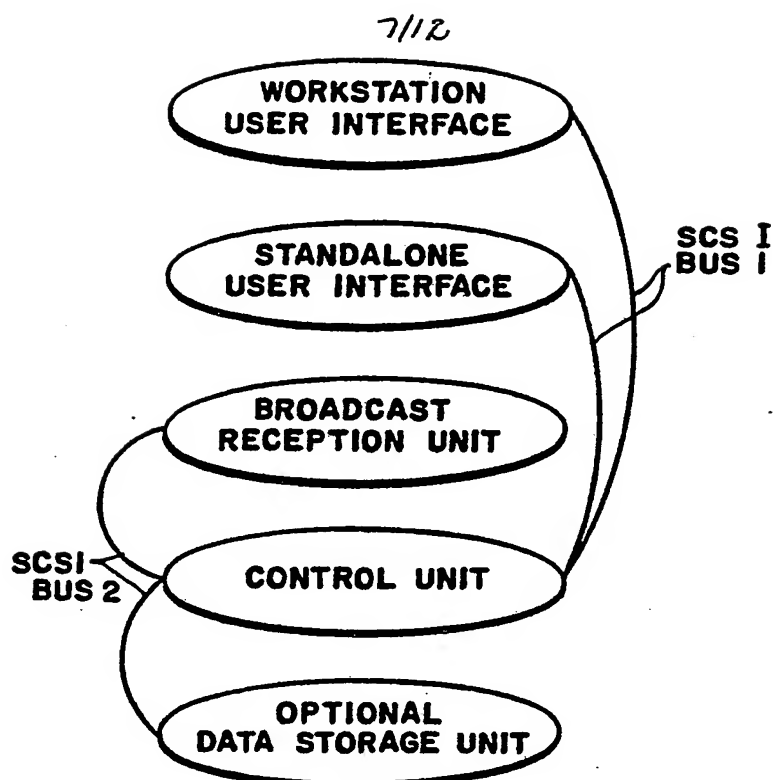 7/12
WORKSTATION
USER INTERFACE
STANDALONE
USER INTERFACE
SCS I
BUS 1
BROADCAST
RECEPTION UNIT
CONTROL UNIT
SCSI
BUS 2
OPTIONAL
DATA STORAGE UNIT